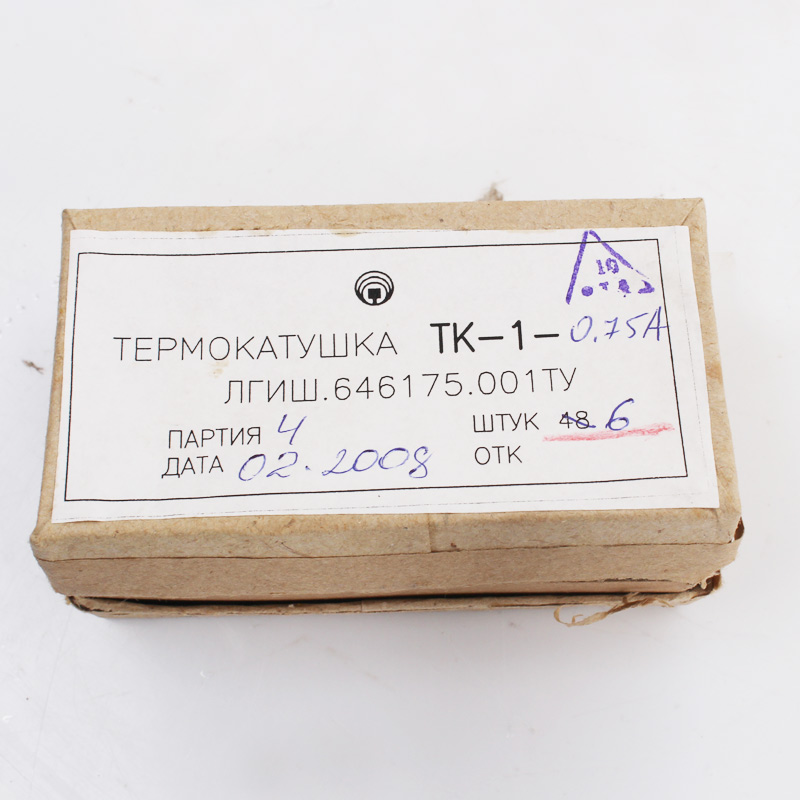 10
ТЕРМОКАТУШКА ТК-1-0.75А
ЛГИШ.646175.001ТУ
ПАРТИЯ 4 ШТУК 48 6
ДАТА 02.2008 ОТК